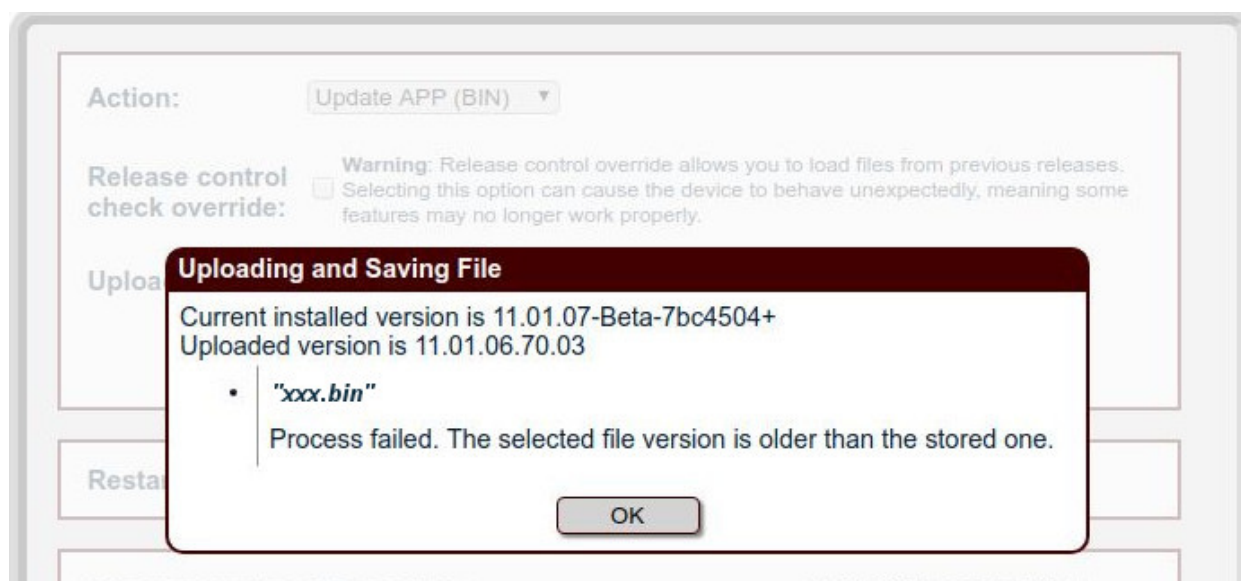 Action:
Update APP (BIN)
Release control
check override:
Warning: Release control override allows you to load files from previous releases.
Selecting this option can cause the device to behave unexpectedly, meaning some
features may no longer work properly.
Uploading and Saving File
Current installed version is 11.01.07-Beta-7bc4504+
Uploaded version is 11.01.06.70.03
• "xxx.bin"
Process failed. The selected file version is older than the stored one.
OK